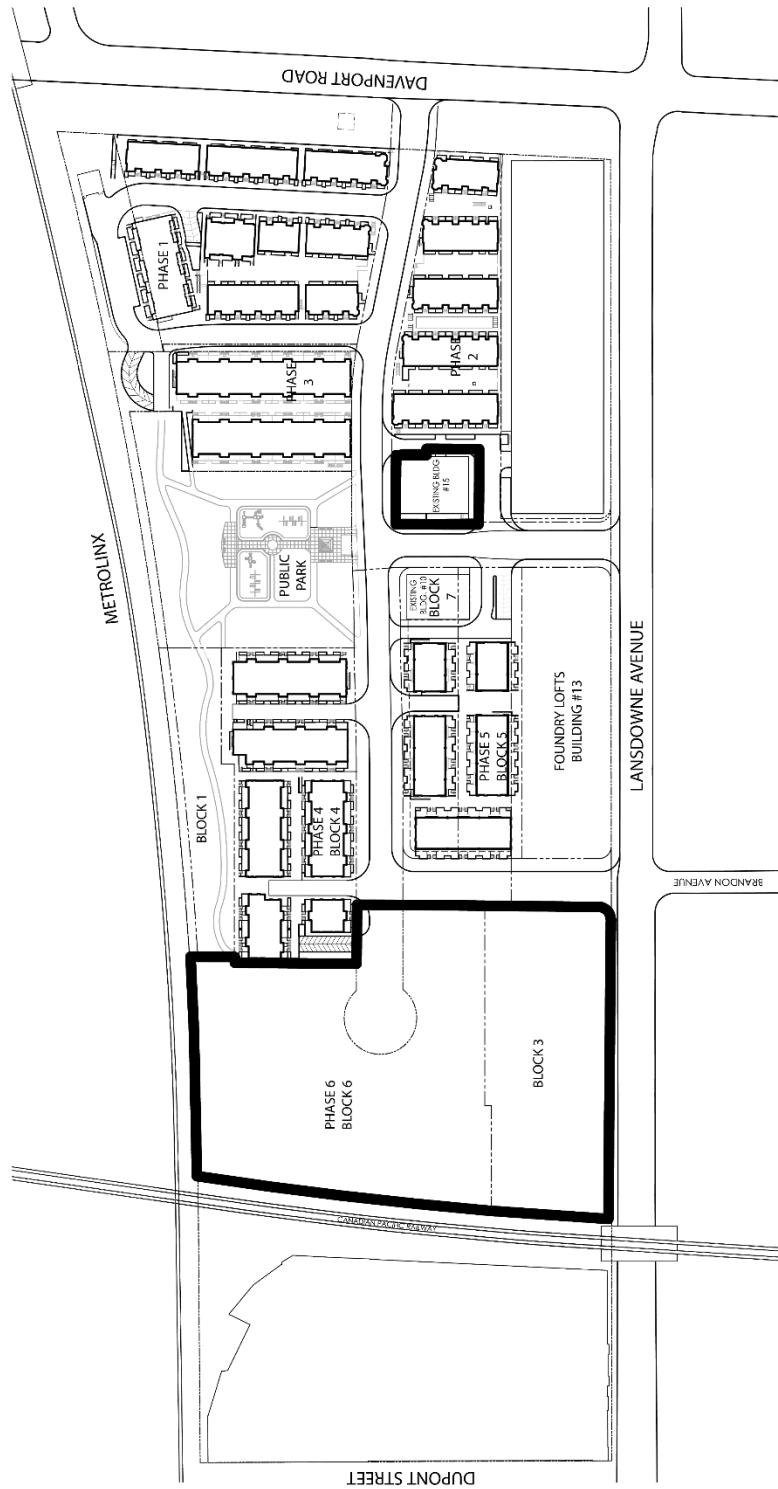 DAVENPORT ROAD
PHASE 1
PHASE
3
PHASE
2
METROLINX
EXISTING BLDG
#15
PUBLIC
PARK
EXISTING
BLDG. #10
BLOCK
7
LANSDOWNE AVENUE
FOUNDRY LOFTS
BUILDING #13
PHASE 5
BLOCK 5
BLOCK 1
PHASE 4
BLOCK 4
BRANDON AVENUE
PHASE 6
BLOCK 6
BLOCK 3
CANADIAN PACIFIC RAILWAY
DUPONT STREET